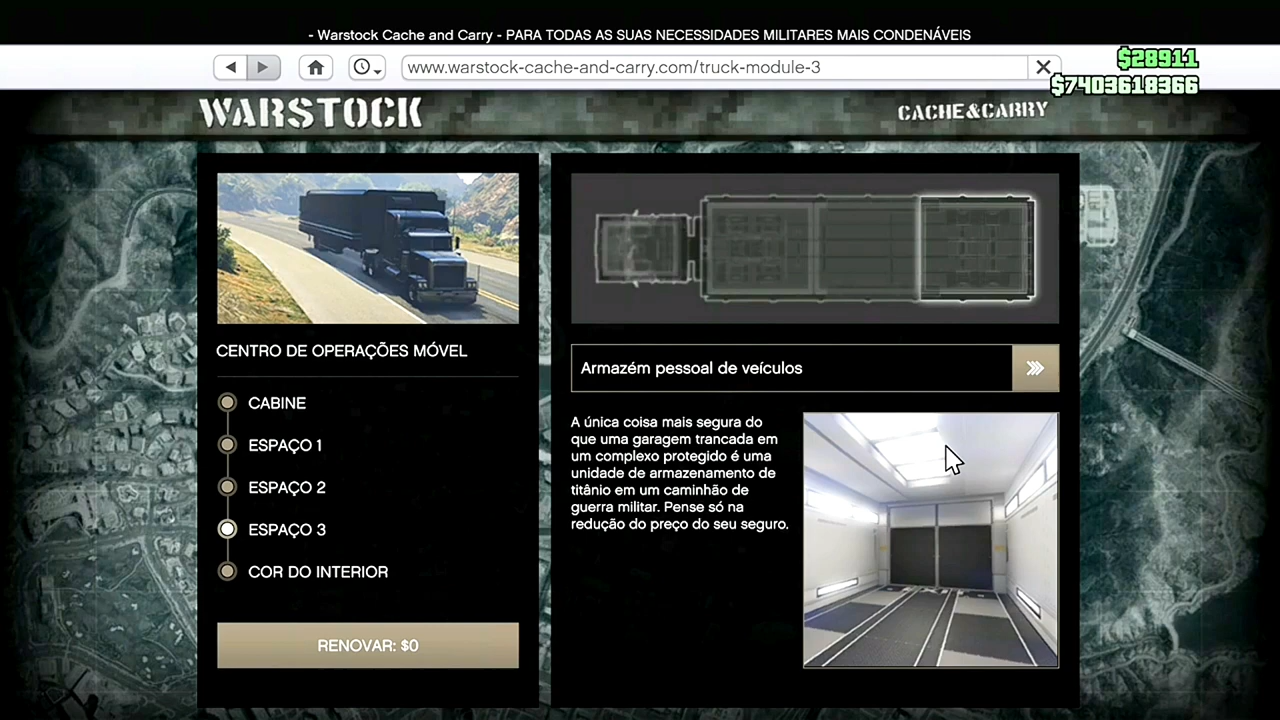 - Warstock Cache and Carry - PARA TODAS AS SUAS NECESSIDADES MILITARES MAIS CONDENÁVEIS
www.warstock-cache-and-carry.com/truck-module-3
$28911
$7403618366
WARSTOCK
CACHE&CARRY
CENTRO DE OPERAÇÕES MÓVEL
CABINE
ESPAÇO 1
ESPAÇO 2
ESPAÇO 3
COR DO INTERIOR
RENOVAR: $0
Armazém pessoal de veículos
A única coisa mais segura do
que uma garagem trancada em
um complexo protegido é uma
unidade de armazenamento de
titânio em um caminhão de
guerra militar. Pense só na
redução do preço do seu seguro.